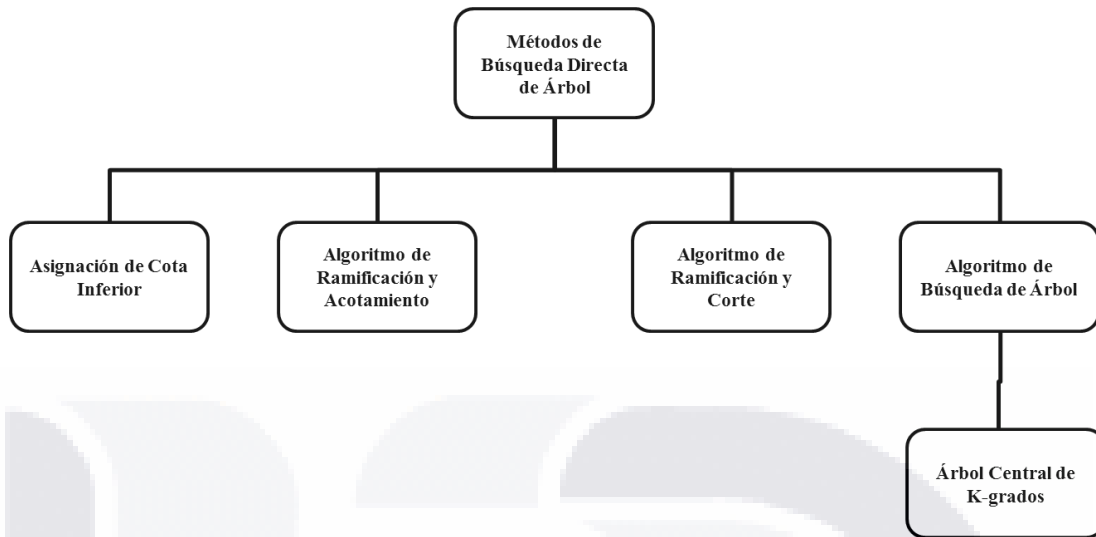 Métodos de
Búsqueda Directa
de Árbol
Asignación de Cota
Inferior
Algoritmo de
Ramificación y
Acotamiento
Algoritmo de
Ramificación y
Corte
Algoritmo de
Búsqueda de Árbol
Árbol Central de
K-grados